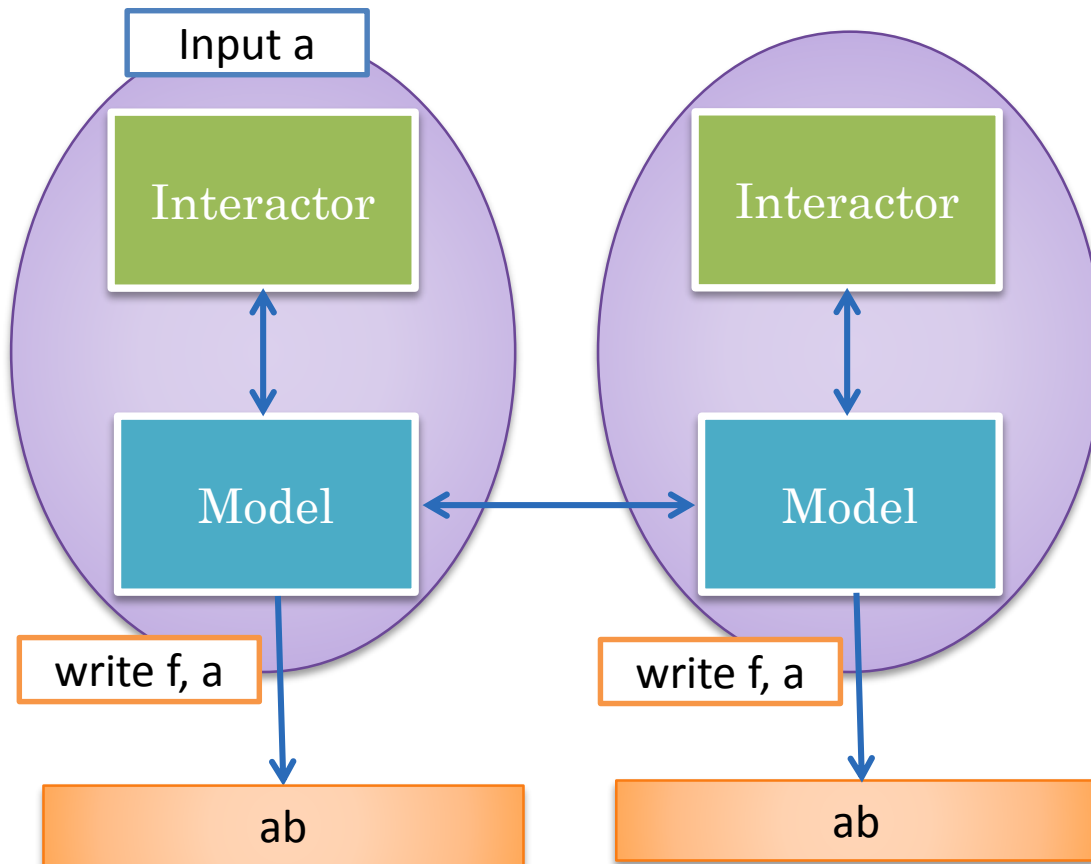 Input a
Interactor
Interactor
Model
Model
write f, a
write f, a
ab
ab